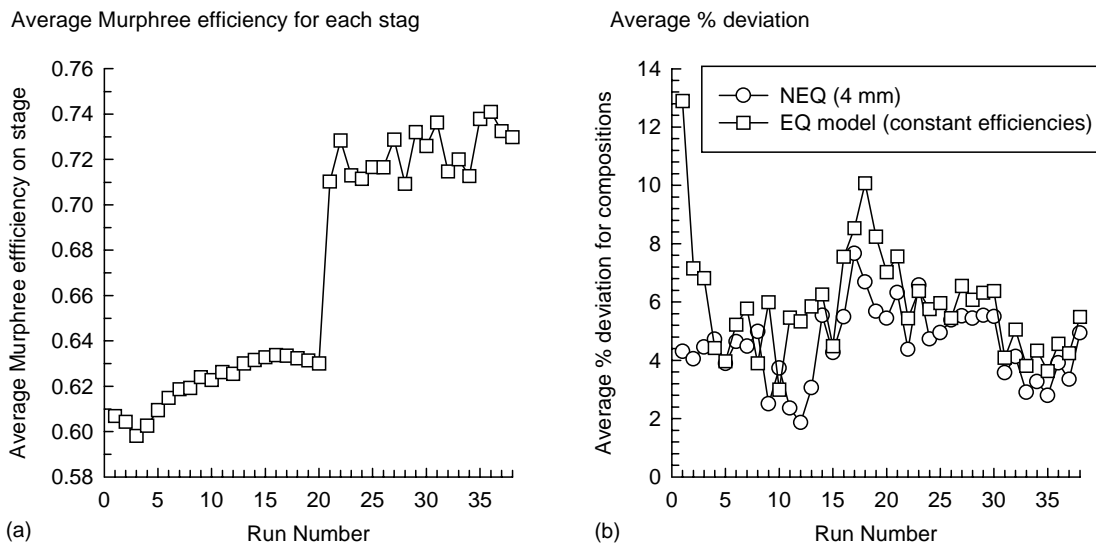 Average Murphree efficiency for each stag
Average Murphree effficiency on stage
0.76
0.74
0.72
0.70
0.68
0.66
0.64
0.62
0.60
0.58
0 5 10 15 20 25 30 35
(a)
Run Number
Average % deviation
Average % deviation for compositions
14
12
10
8
6
4
2
0
NEQ (4 mm)
EQ model (constant efficiencies)
0 5 10 15 20 25 30 35
(b)
Run Number